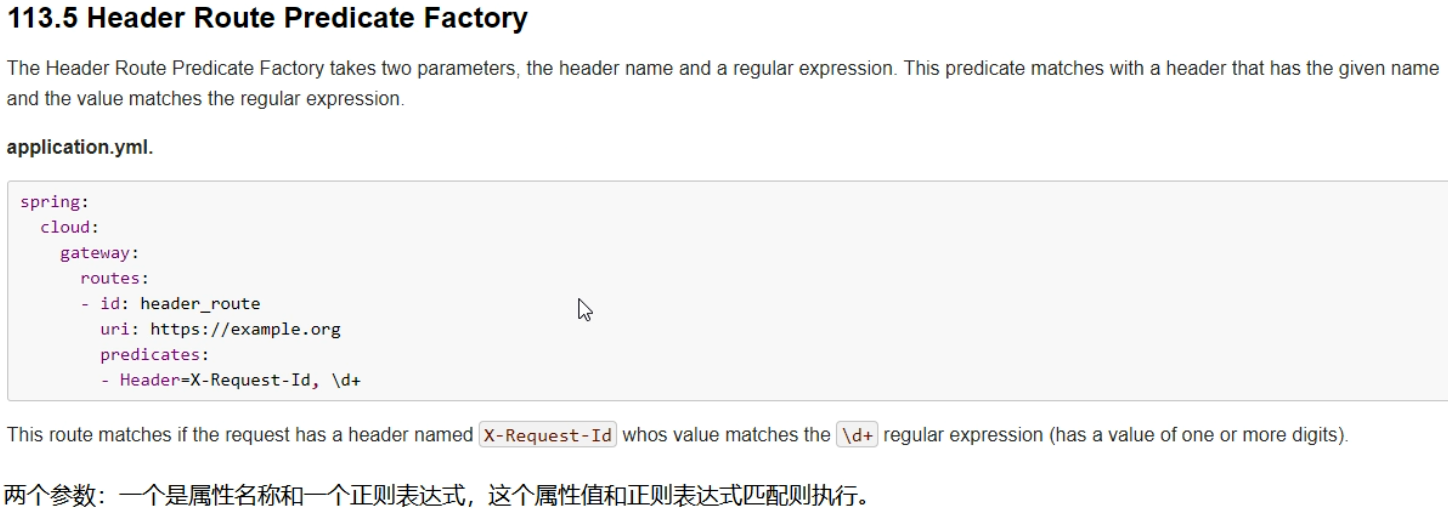 113.5 Header Route Predicate Factory
The Header Route Predicate Factory takes two parameters, the header name and a regular expression. This predicate matches with a header that has the given name
and the value matches the regular expression.
application.yml.
spring:
  cloud:
    gateway:
      routes:
      - id: header_route
        uri: https://example.org
        predicates:
        - Header=X-Request-Id, \d+
This route matches if the request has a header named X-Request-Id whos value matches the \d+ regular expression (has a value of one or more digits).
两个参数：一个是属性名称和一个正则表达式，这个属性值和正则表达式匹配则执行。